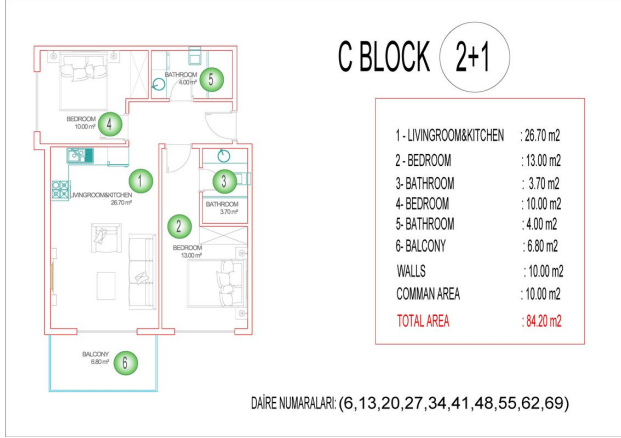 C BLOCK 2+1
BATHROOM
4.00 m²
5
BEDROOM
10.00 m²
4
1
LIVINGROOM&KITCHEN
26.70 m²
3
BATHROOM
3.70 m²
2
BEDROOM
13.00 m²
BALCONY
6.80 m²
6
1 - LIVINGROOM&KITCHEN : 26.70 m2
2 - BEDROOM : 13.00 m2
3- BATHROOM : 3.70 m2
4- BEDROOM : 10.00 m2
5- BATHROOM : 4.00 m2
6- BALCONY : 6.80 m2
WALLS : 10.00 m2
COMMAN AREA : 10.00 m2
TOTAL AREA : 84.20 m2
DAİRE NUMARALARI: (6,13,20,27,34,41,48,55,62,69)